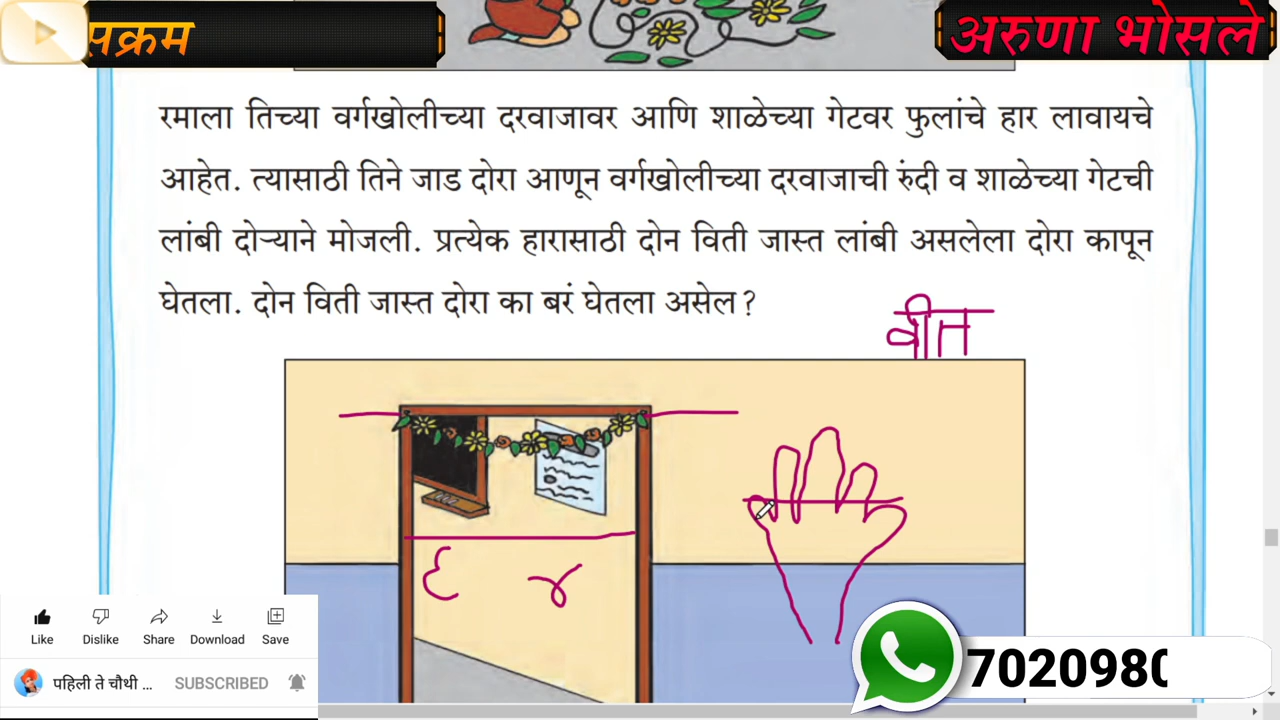 पक्रम
अरुणा भोसले
रमाला तिच्या वर्गखोलीच्या दरवाजावर आणि शाळेच्या गेटवर फुलांचे हार लावायचे
आहेत. त्यासाठी तिने जाड दोरा आणून वर्गखोलीच्या दरवाजाची रुंदी व शाळेच्या गेटची
लांबी दोऱ्याने मोजली. प्रत्येक हारासाठी दोन विती जास्त लांबी असलेला दोरा कापून
घेतला. दोन विती जास्त दोरा का बरं घेतला असेल?
वीत
Like Dislike Share Download Save
पहिली ते चौथी ... SUBSCRIBED
702098